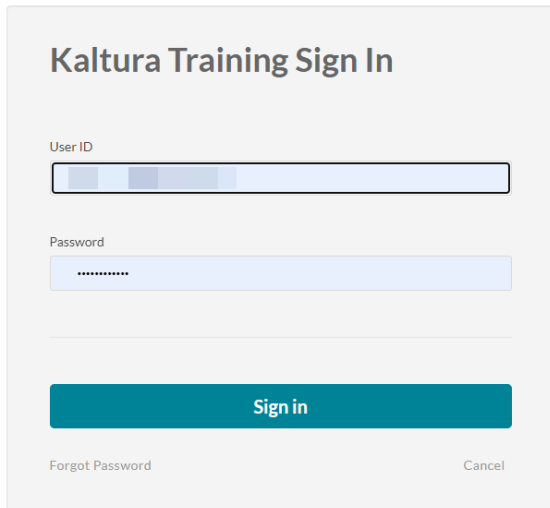 Kaltura Training Sign In
User ID
Password
Sign in
Forgot Password
Cancel